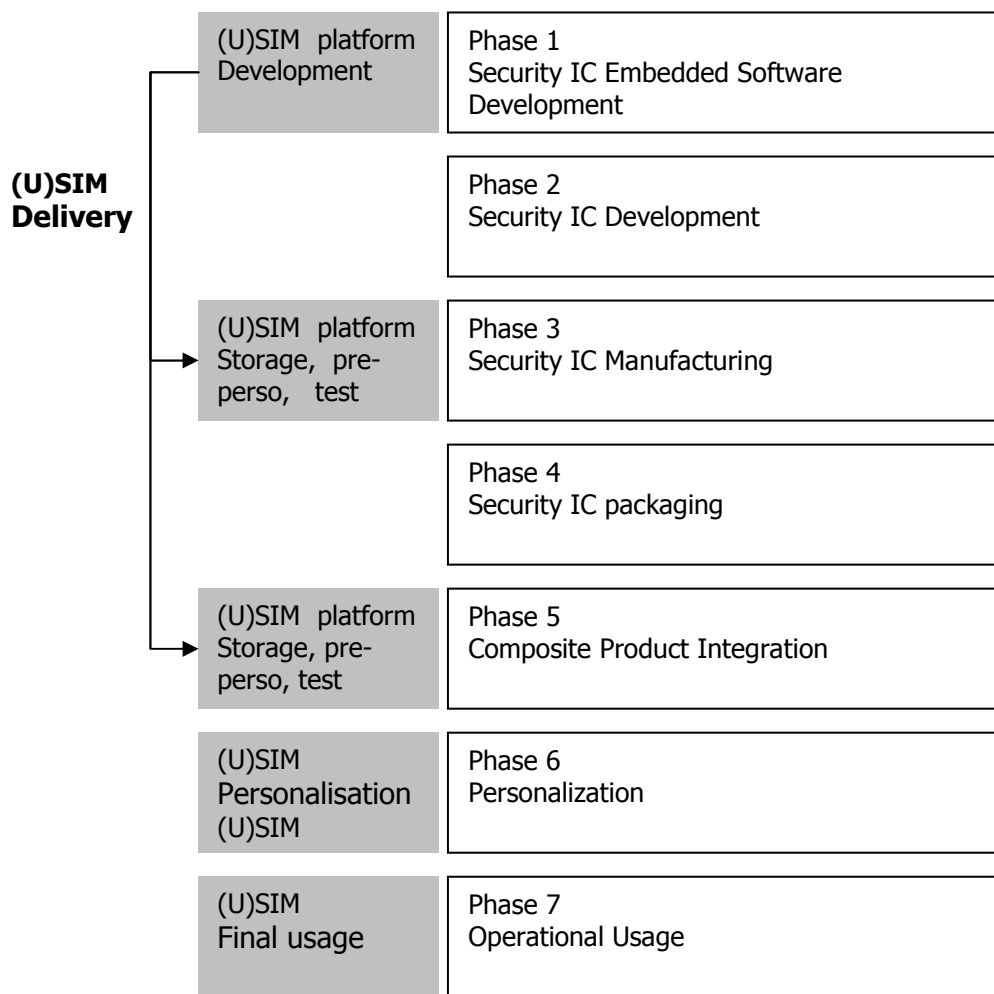 (U)SIM platform
Development
Phase 1
Security IC Embedded Software
Development
(U)SIM
Delivery
Phase 2
Security IC Development
(U)SIM platform
Storage, pre-
perso, test
Phase 3
Security IC Manufacturing
Phase 4
Security IC packaging
(U)SIM platform
Storage, pre-
perso, test
Phase 5
Composite Product Integration
(U)SIM
Personalisation
(U)SIM
Phase 6
Personalization
(U)SIM
Final usage
Phase 7
Operational Usage